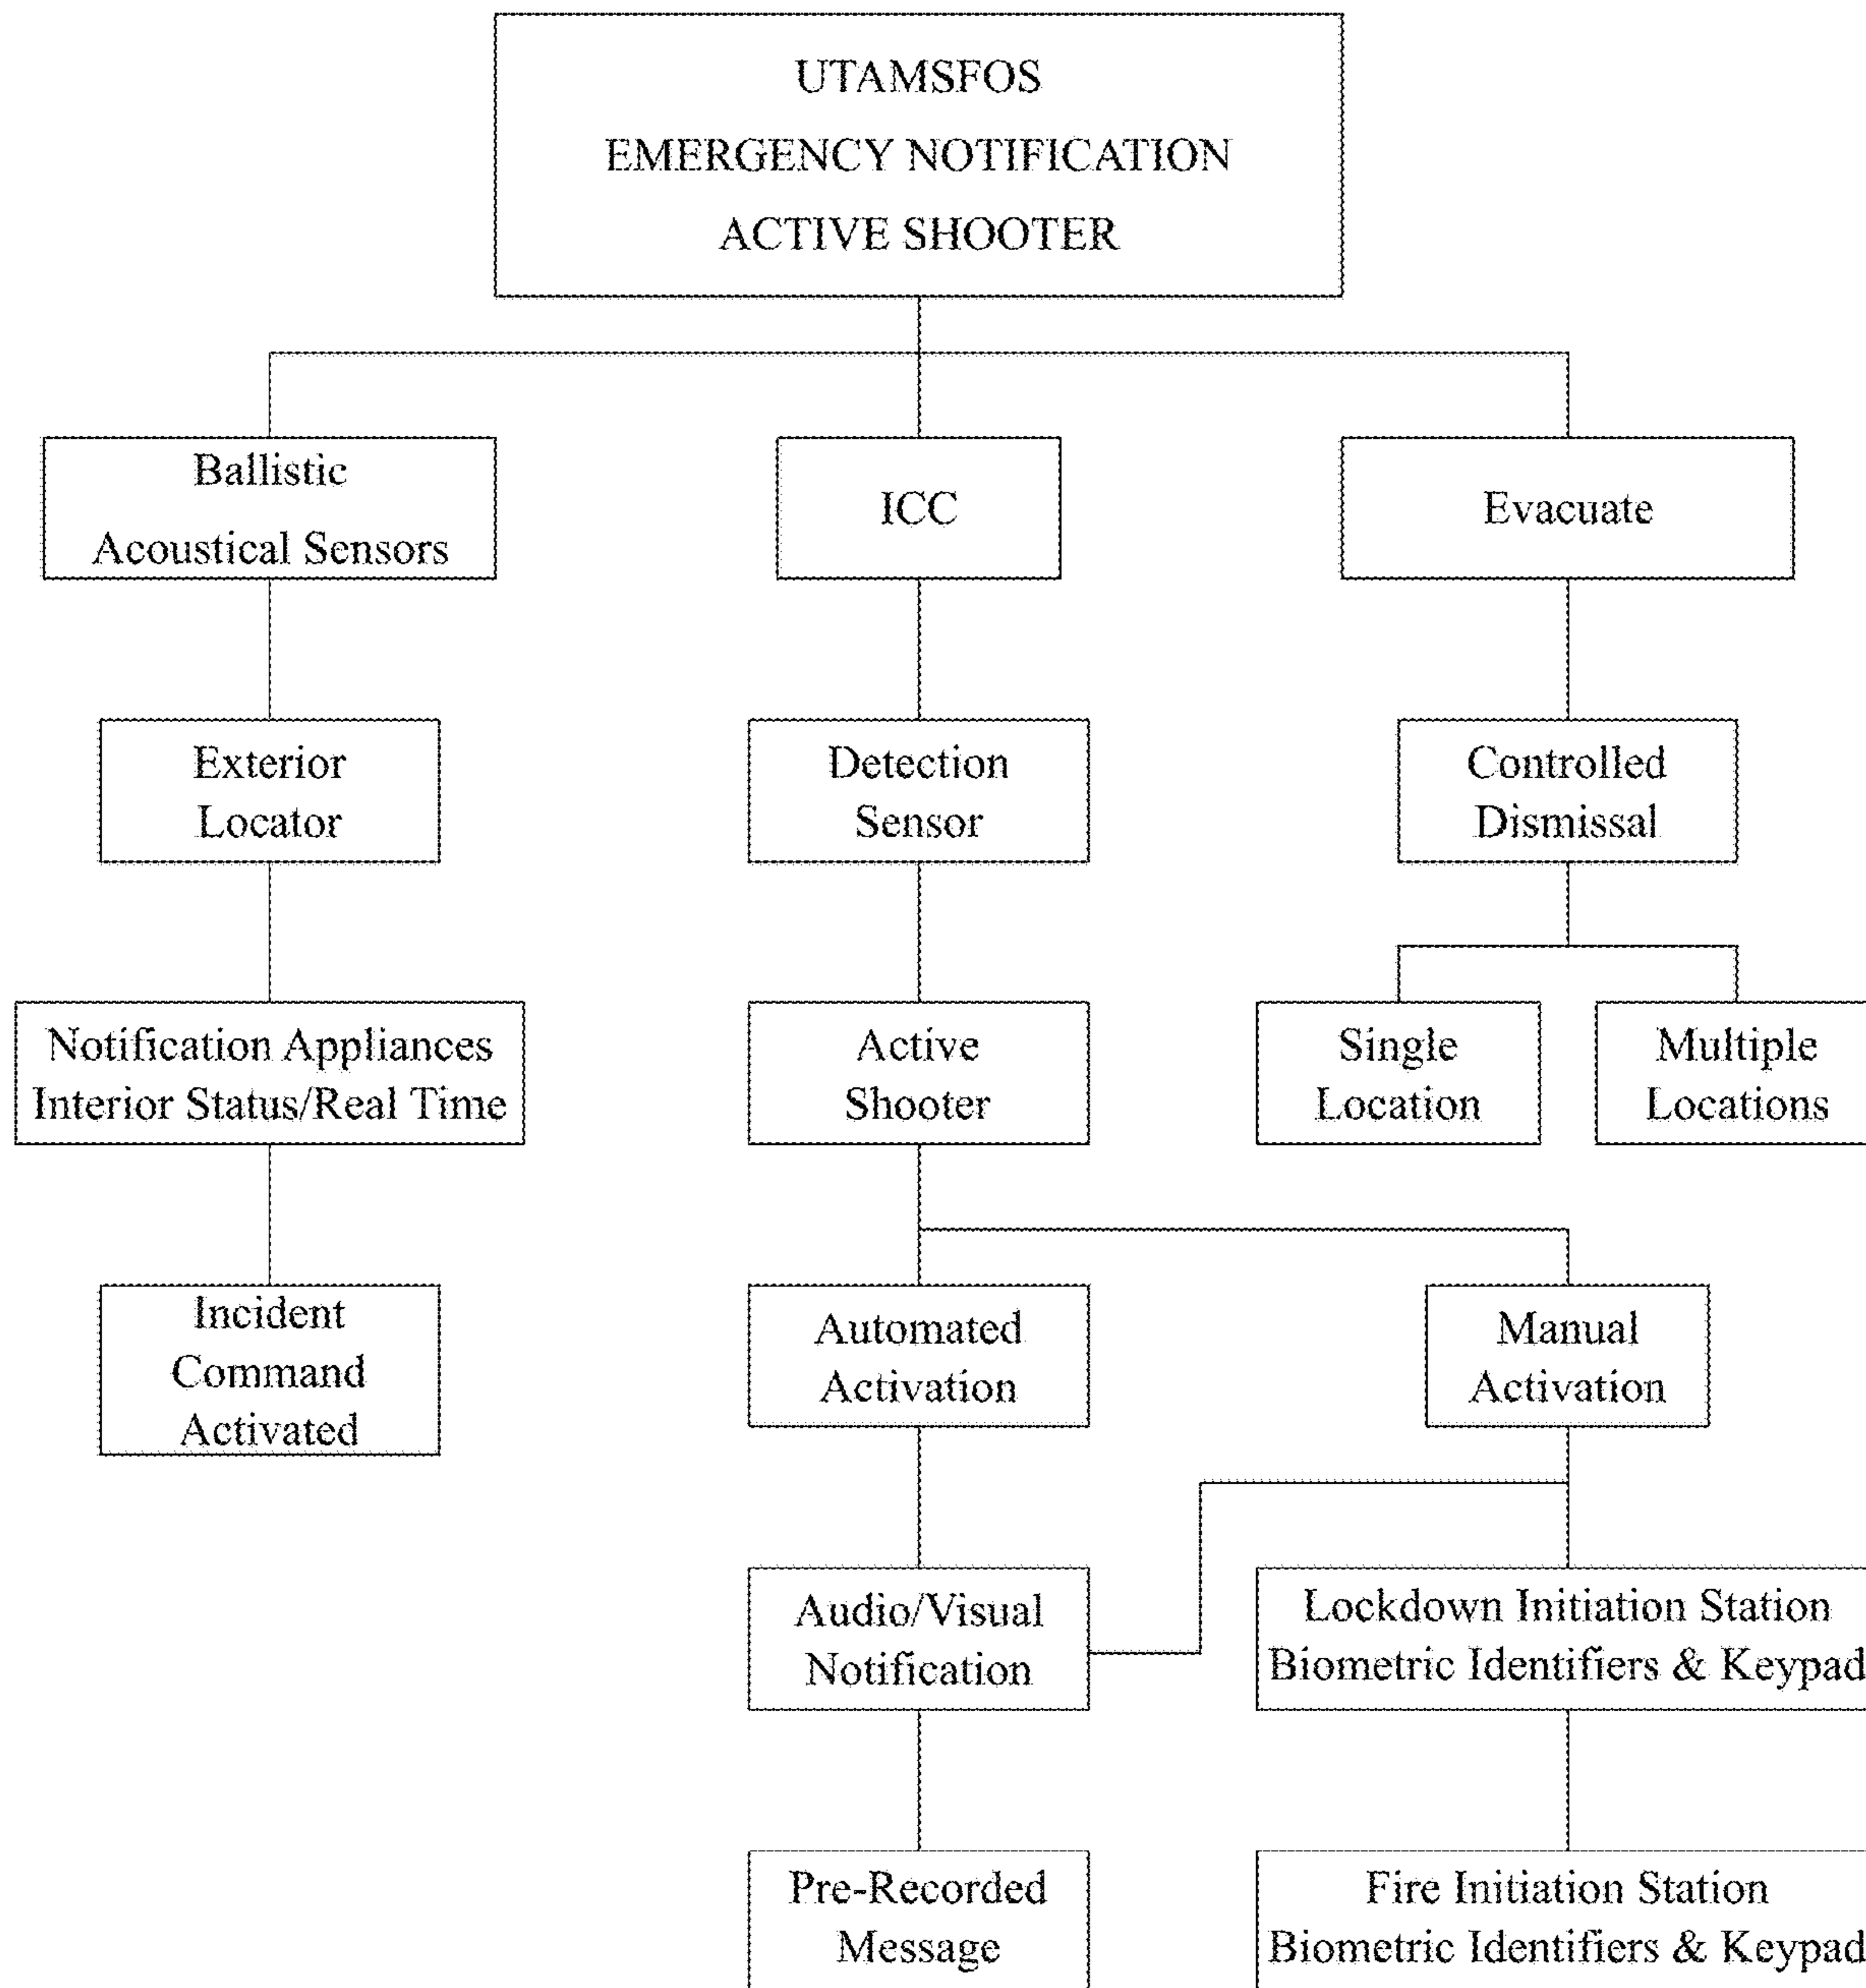 UTAMSFOS
EMERGENCY NOTIFICATION
ACTIVE SHOOTER
Ballistic
Acoustical Sensors
ICC
Evacuate
Exterior
Locator
Detection
Sensor
Controlled
Dismissal
Notification Appliances
Interior Status/Real Time
Active
Shooter
Single
Location
Multiple
Locations
Incident
Command
Activated
Automated
Activation
Manual
Activation
Audio/Visual
Notification
Lockdown Initiation Station
Biometric Identifiers & Keypad
Pre-Recorded
Message
Fire Initiation Station
Biometric Identifiers & Keypad